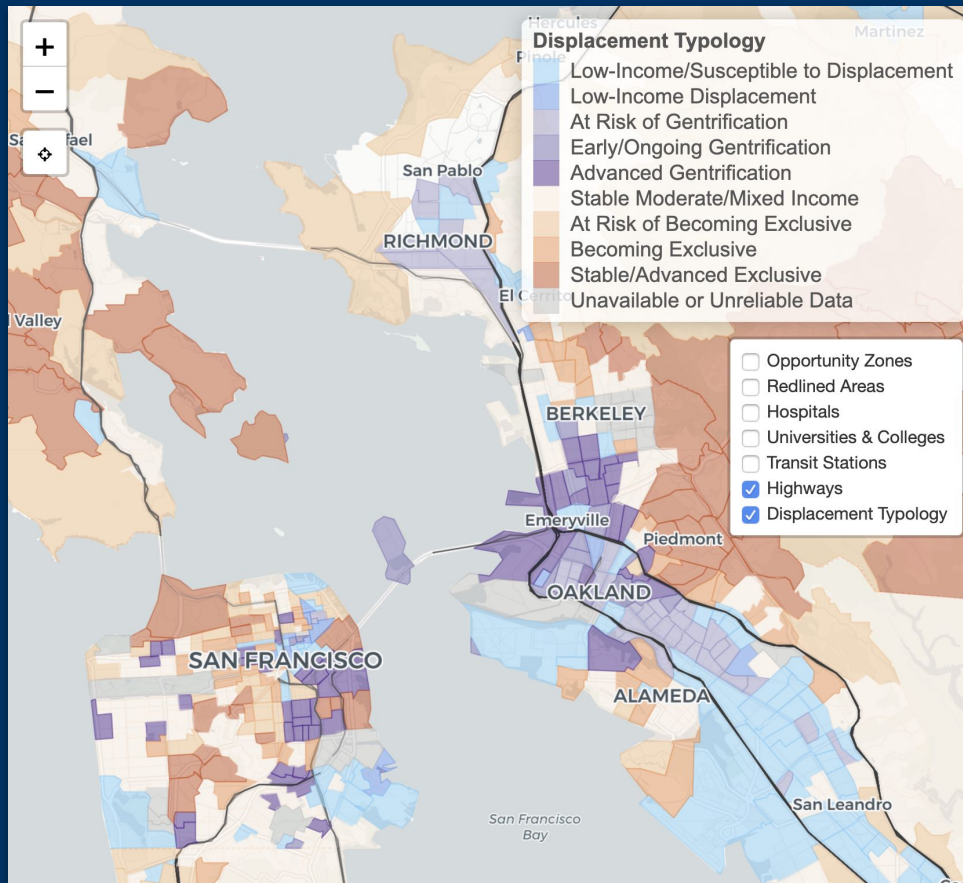 Hercules
Martinez
Displacement Typology
Low-Income/Susceptible to Displacement
Low-Income Displacement
At Risk of Gentrification
Early/Ongoing Gentrification
Advanced Gentrification
Stable Moderate/Mixed Income
At Risk of Becoming Exclusive
Becoming Exclusive
Stable/Advanced Exclusive
Unavailable or Unreliable Data
Pinole
+
−
San Pablo
RICHMOND
El Cerrito
Valley
Opportunity Zones
Redlined Areas
Hospitals
Universities & Colleges
Transit Stations
Highways
Displacement Typology
BERKELEY
Emeryville
Piedmont
OAKLAND
SAN FRANCISCO
ALAMEDA
San Leandro
San Francisco
Bay